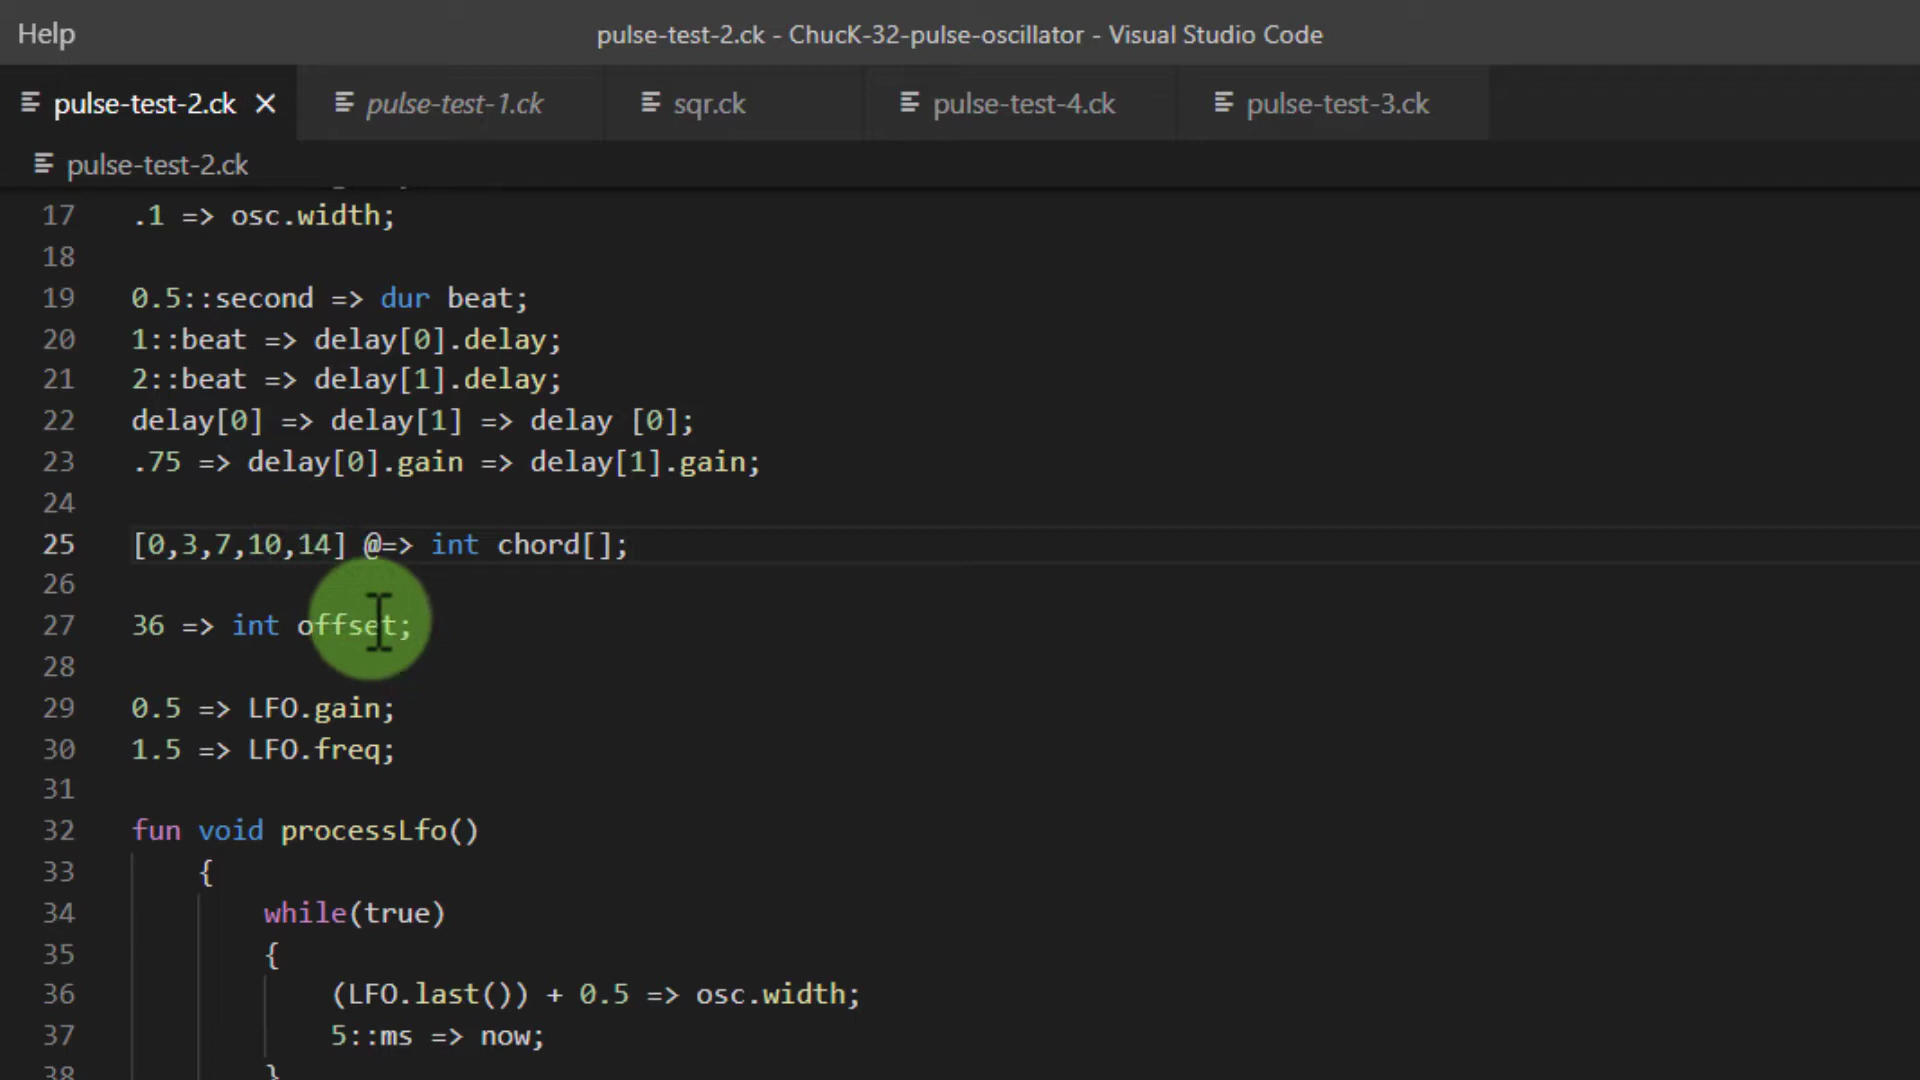 Help
pulse-test-2.ck - ChucK-32-pulse-oscillator - Visual Studio Code
pulse-test-2.ck pulse-test-1.ck sqr.ck pulse-test-4.ck pulse-test-3.ck
pulse-test-2.ck
17 .1 => osc.width;
18
19 0.5::second => dur beat;
20 1::beat => delay[0].delay;
21 2::beat => delay[1].delay;
22 delay[0] => delay[1] => delay [0];
23 .75 => delay[0].gain => delay[1].gain;
24
25 [0,3,7,10,14] @=> int chord[];
26
27 36 => int offset;
28
29 0.5 => LFO.gain;
30 1.5 => LFO.freq;
31
32 fun void processLfo()
33 {
34 while(true)
35 {
36 (LFO.last()) + 0.5 => osc.width;
37 5::ms => now;
38 }